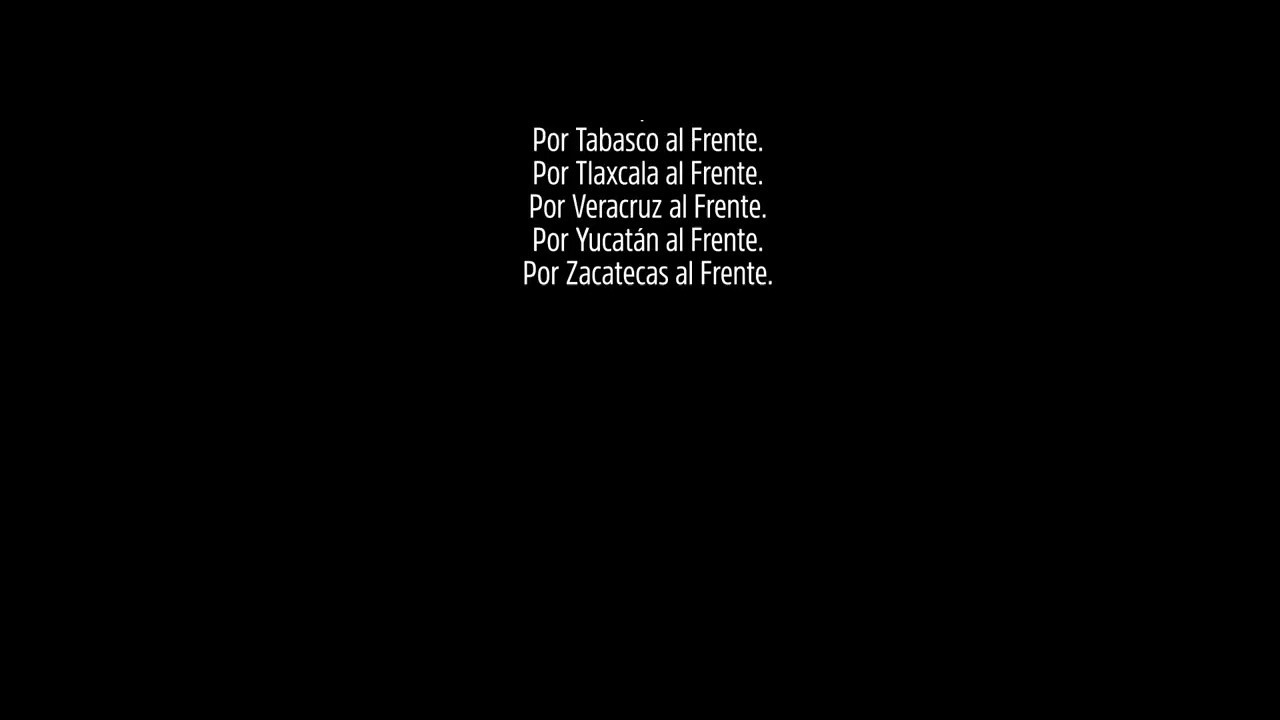 Por Tabasco al Frente.
Por Tlaxcala al Frente.
Por Veracruz al Frente.
Por Yucatán al Frente.
Por Zacatecas al Frente.